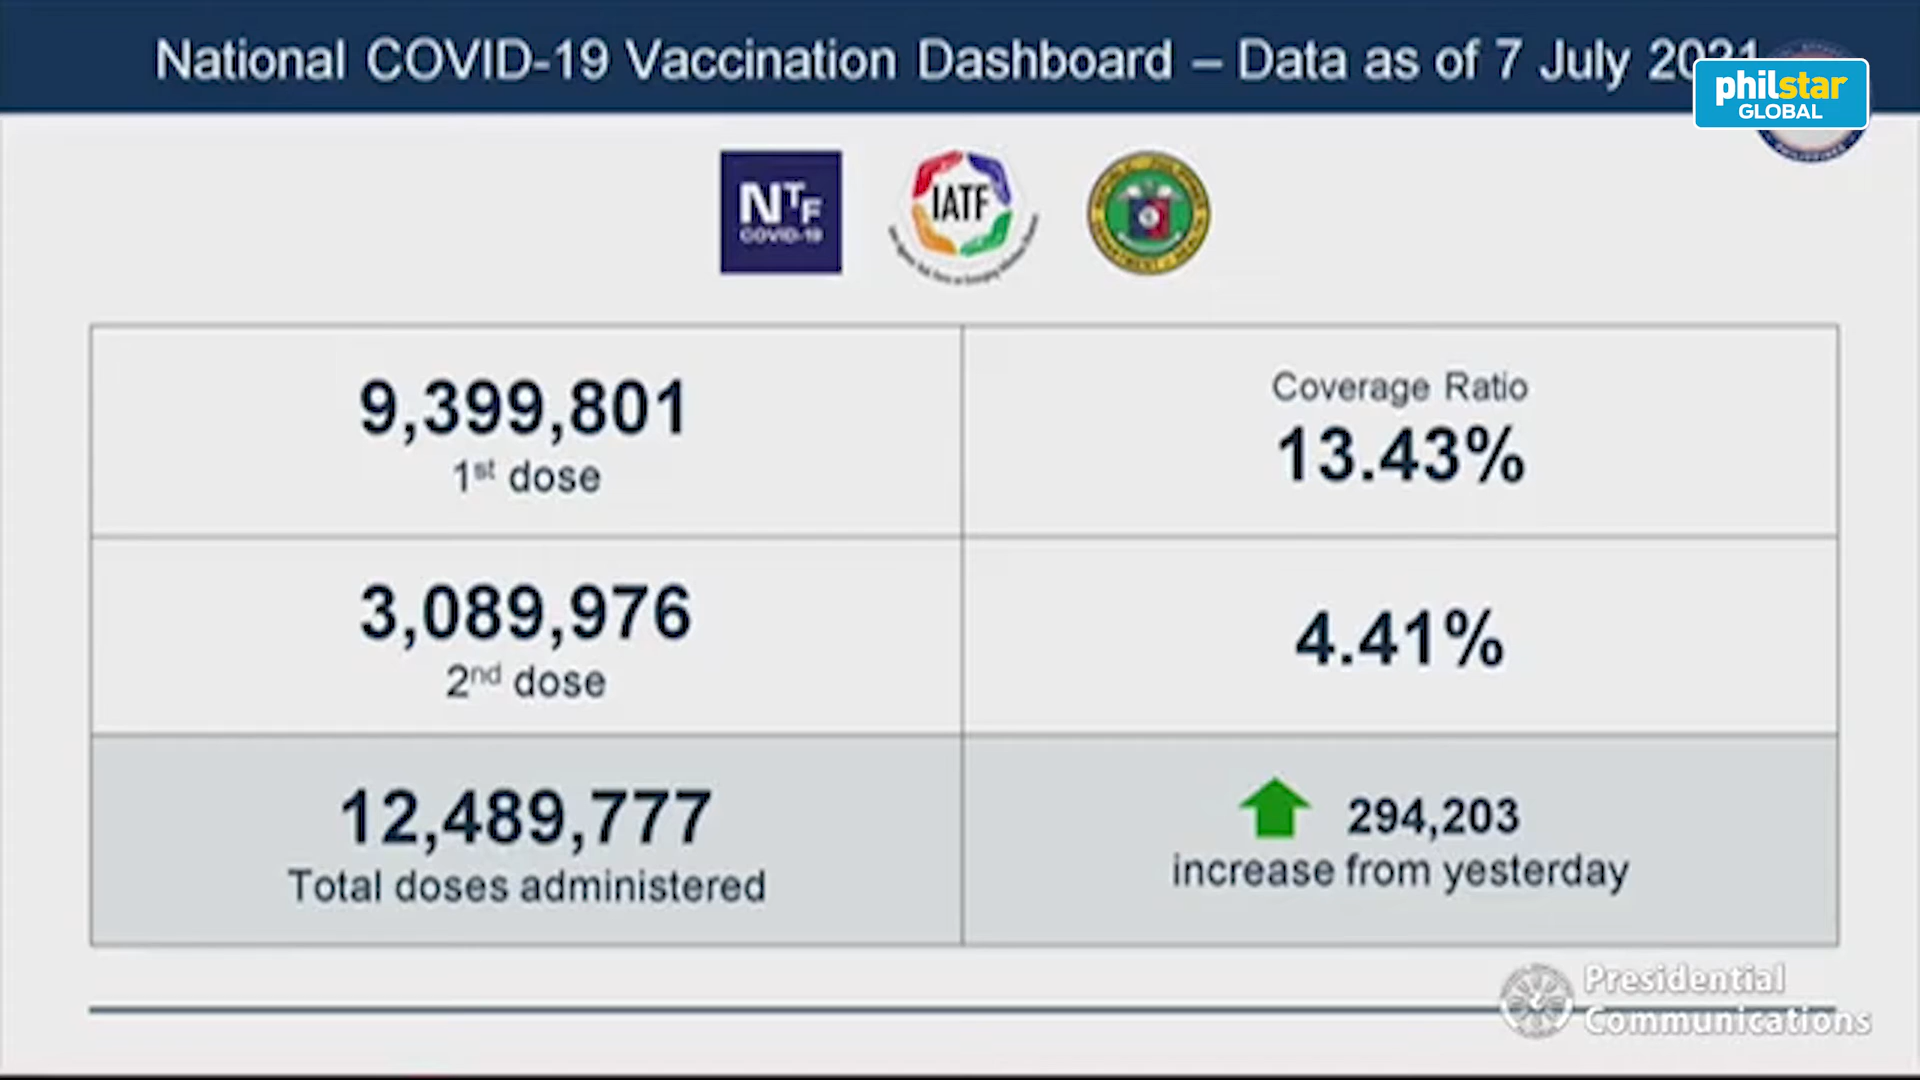 National COVID-19 Vaccination Dashboard – Data as of 7 July 2021
philstar
GLOBAL
PHILIPPINES
NTF
COVID-19
IATF
9,399,801
1st dose
Coverage Ratio
13.43%
3,089,976
2nd dose
4.41%
12,489,777
Total doses administered
294,203
increase from yesterday
Presidential
Communications